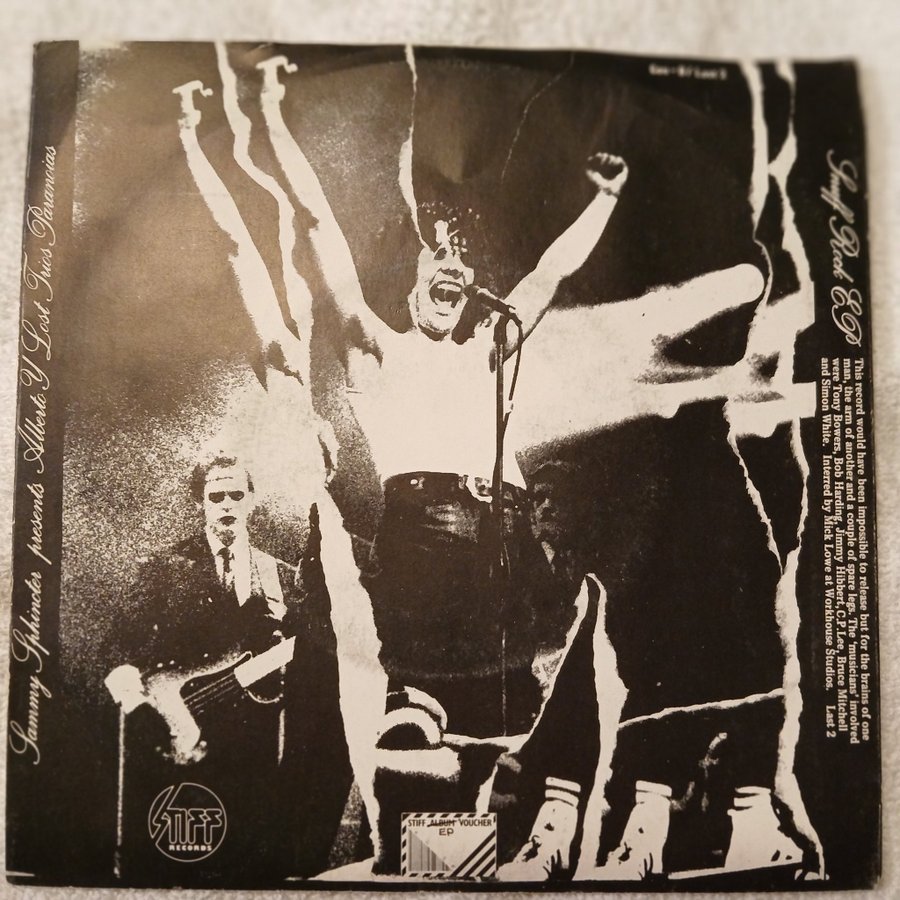 Sammy Sphincter presents Alberto Y Lost Trios Paranoias
Snuff Rock EP
This record would have been impossible to release but for the brains of one
man, the arm of another and a couple of spare legs. The 'musicians' involved
were Tony Bowers, Bob Harding, Jimmy Hibbert, C.P. Lee, Bruce Mitchell
and Simon White. Interred by Mick Lowe at Workhouse Studios. Last 2
STIFF
RECORDS
STIFF ALBUM VOUCHER
EP